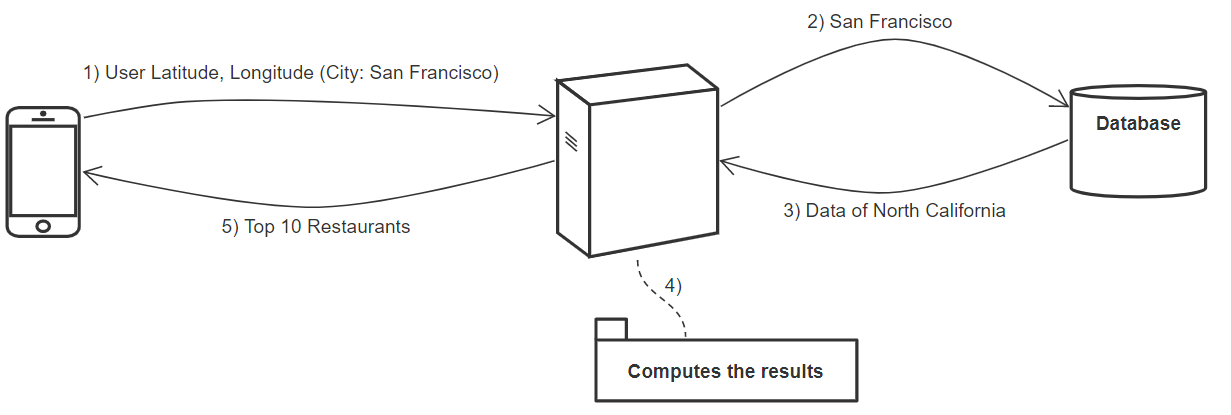 1) User Latitude, Longitude (City: San Francisco)
2) San Francisco
Database
3) Data of North California
5) Top 10 Restaurants
4)
Computes the results